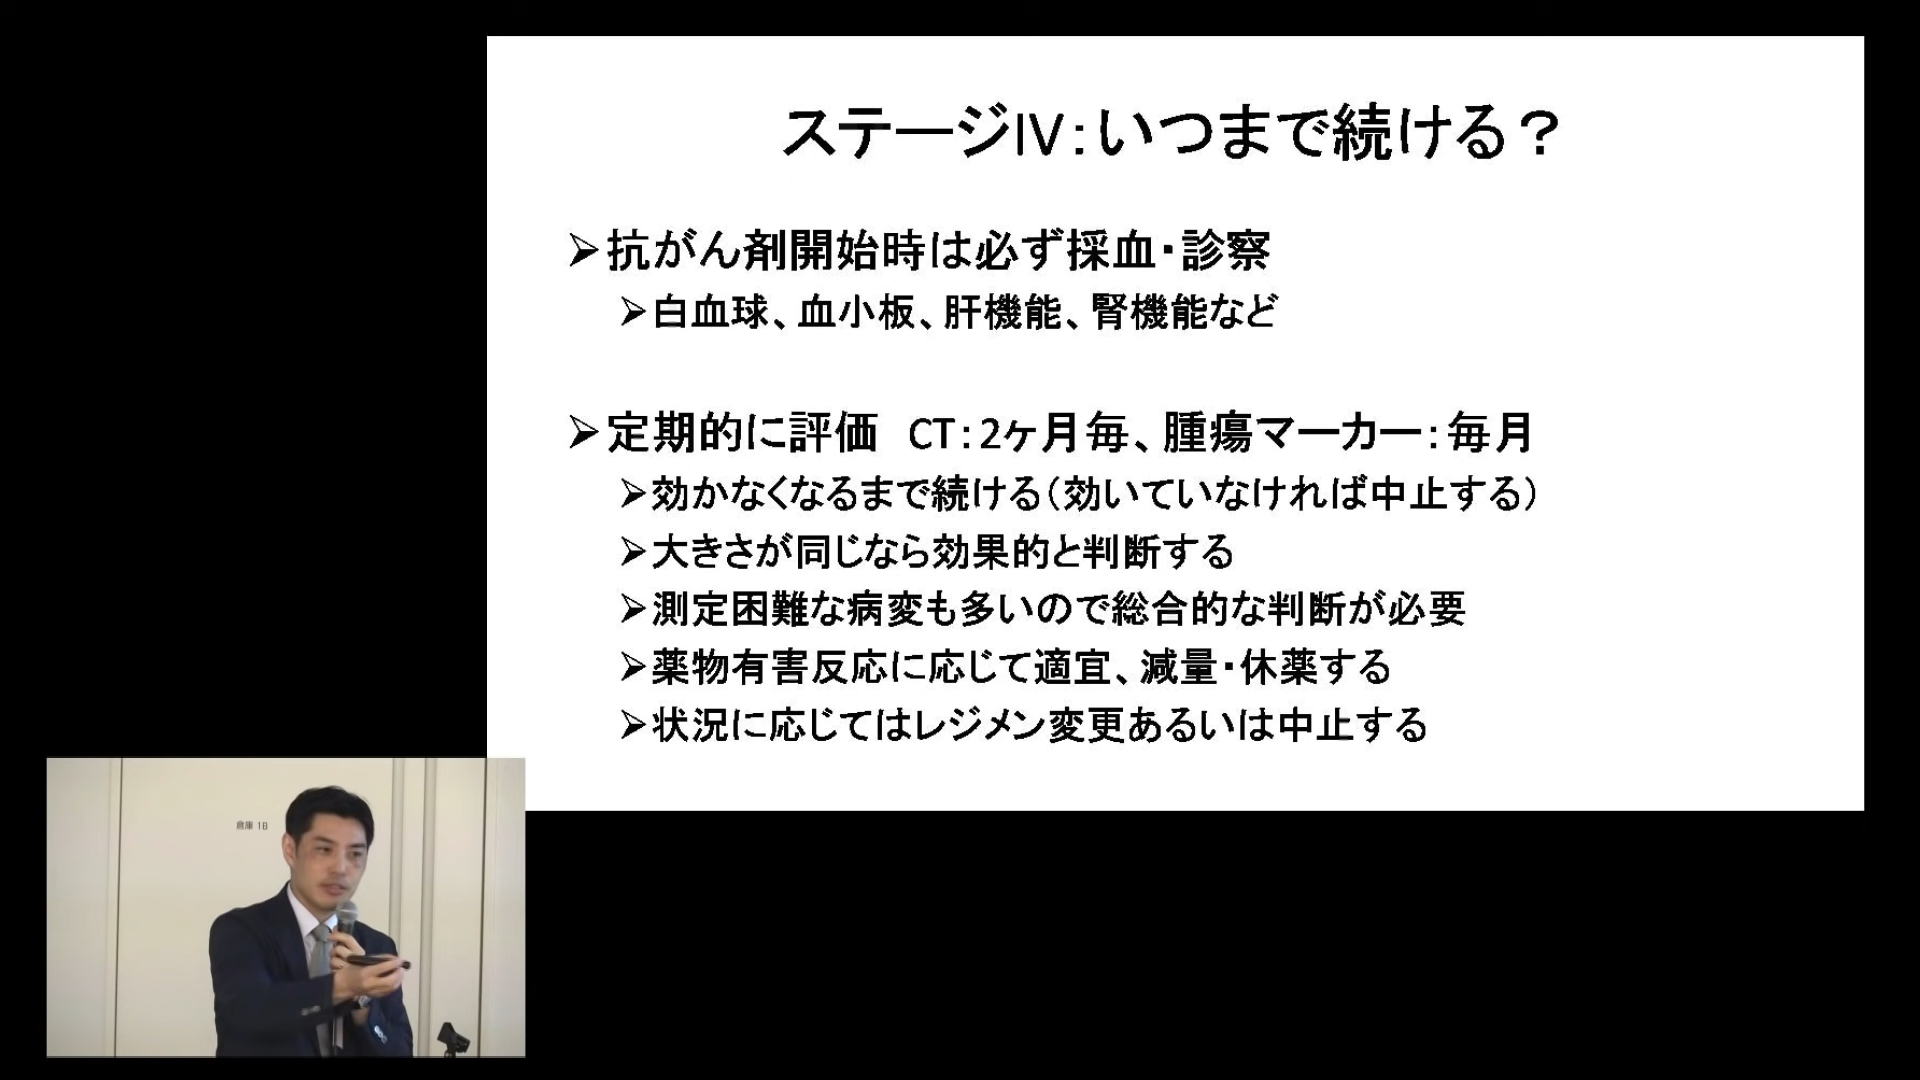 ステージⅣ：いつまで続ける？
➢抗がん剤開始時は必ず採血・診察
➢白血球、血小板、肝機能、腎機能など
➢定期的に評価　CT：2ヶ月毎、腫瘍マーカー：毎月
➢効かなくなるまで続ける（効いていなければ中止する）
➢大きさが同じなら効果的と判断する
➢測定困難な病変も多いので総合的な判断が必要
➢薬物有害反応に応じて適宜、減量・休薬する
➢状況に応じてはレジメン変更あるいは中止する
倉庫 1B